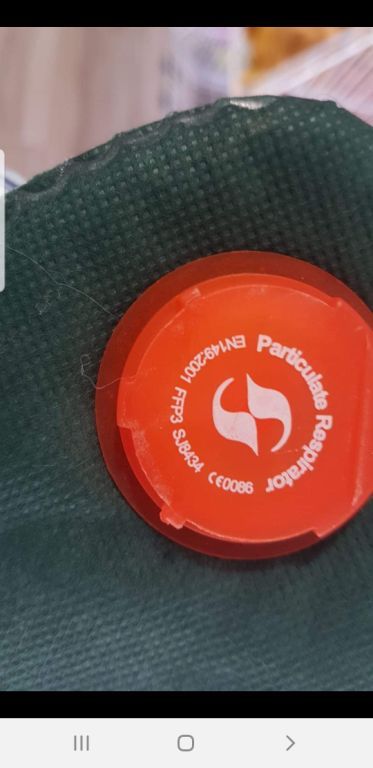 Particulate Respirator
EN149:2001 FFP3 SJ8434 CE0086